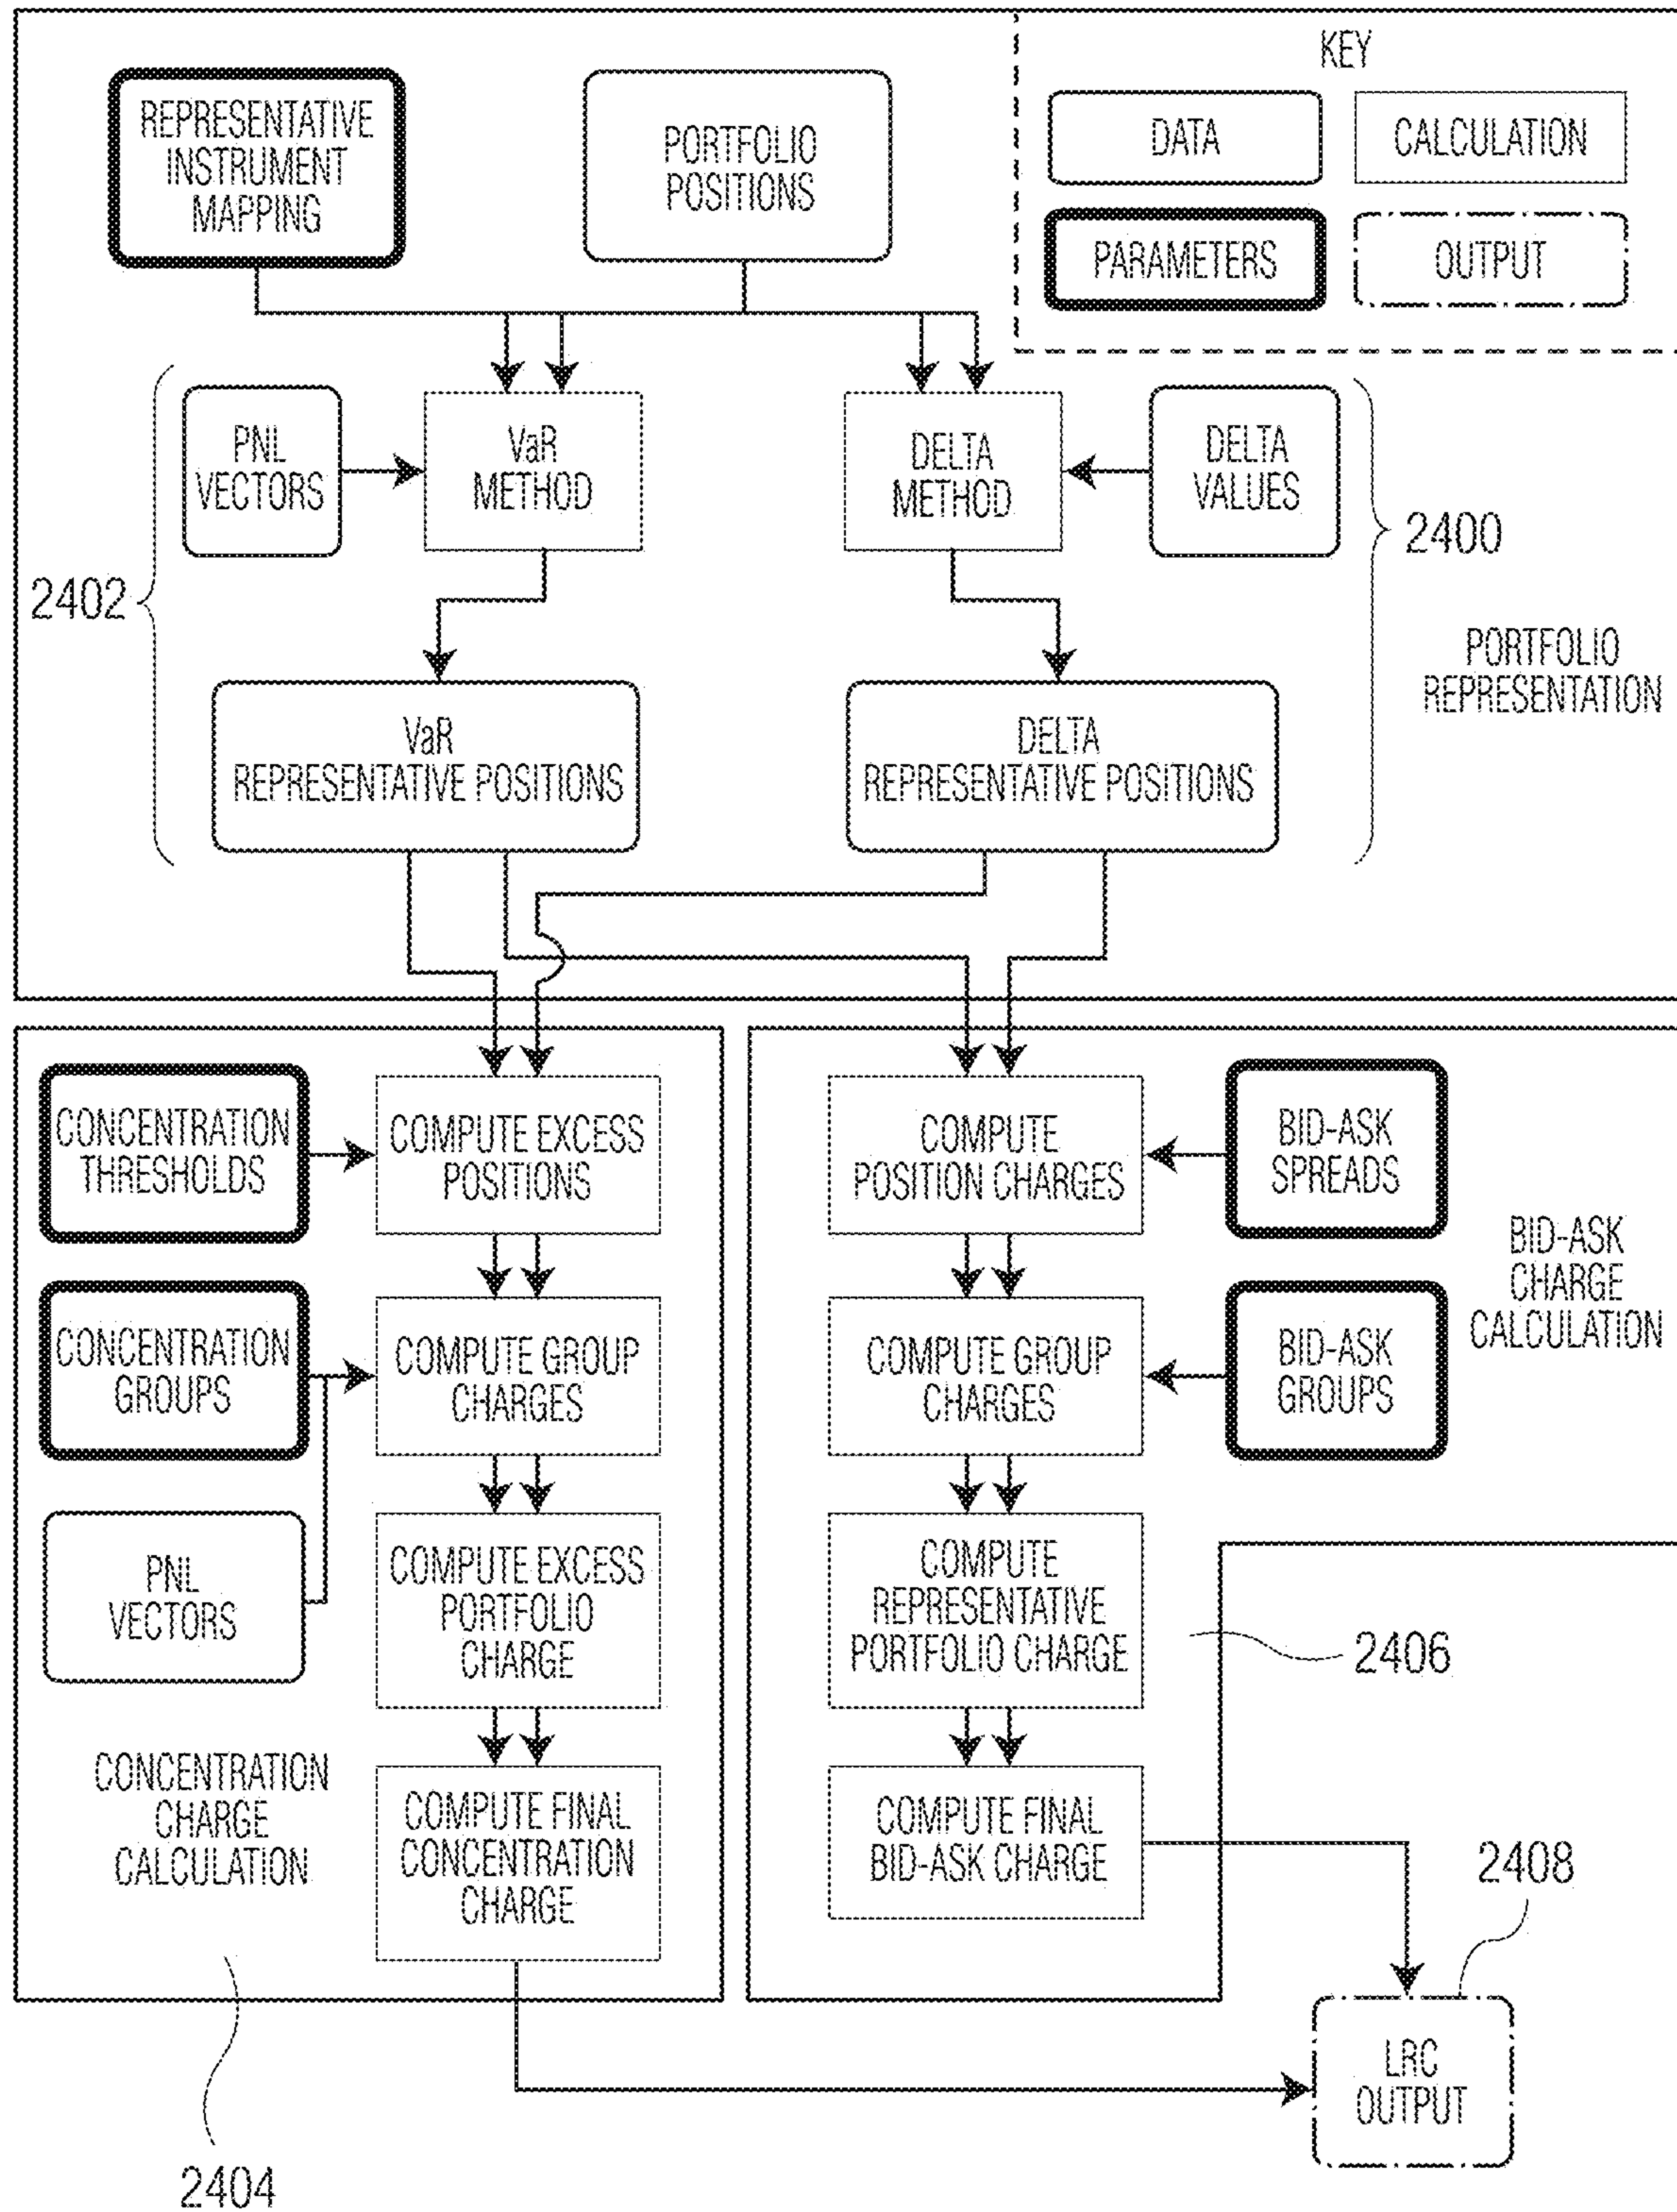 REPRESENTATIVE
INSTRUMENT
MAPPING
PORTFOLIO
POSITIONS
KEY
DATA
CALCULATION
PARAMETERS
OUTPUT
PNL
VECTORS
VaR
METHOD
DELTA
METHOD
DELTA
VALUES
2400
2402
PORTFOLIO
REPRESENTATION
VaR
REPRESENTATIVE POSITIONS
DELTA
REPRESENTATIVE POSITIONS
CONCENTRATION
THRESHOLDS
COMPUTE EXCESS
POSITIONS
CONCENTRATION
GROUPS
COMPUTE GROUP
CHARGES
PNL
VECTORS
COMPUTE EXCESS
PORTFOLIO
CHARGE
CONCENTRATION
CHARGE
CALCULATION
COMPUTE FINAL
CONCENTRATION
CHARGE
2404
COMPUTE
POSITION CHARGES
BID-ASK
SPREADS
BID-ASK
CHARGE
CALCULATION
COMPUTE GROUP
CHARGES
BID-ASK
GROUPS
COMPUTE
REPRESENTATIVE
PORTFOLIO CHARGE
2406
COMPUTE FINAL
BID-ASK CHARGE
2408
LRC
OUTPUT